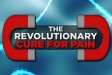 THE
REVOLUTIONARY
CURE FOR PAIN